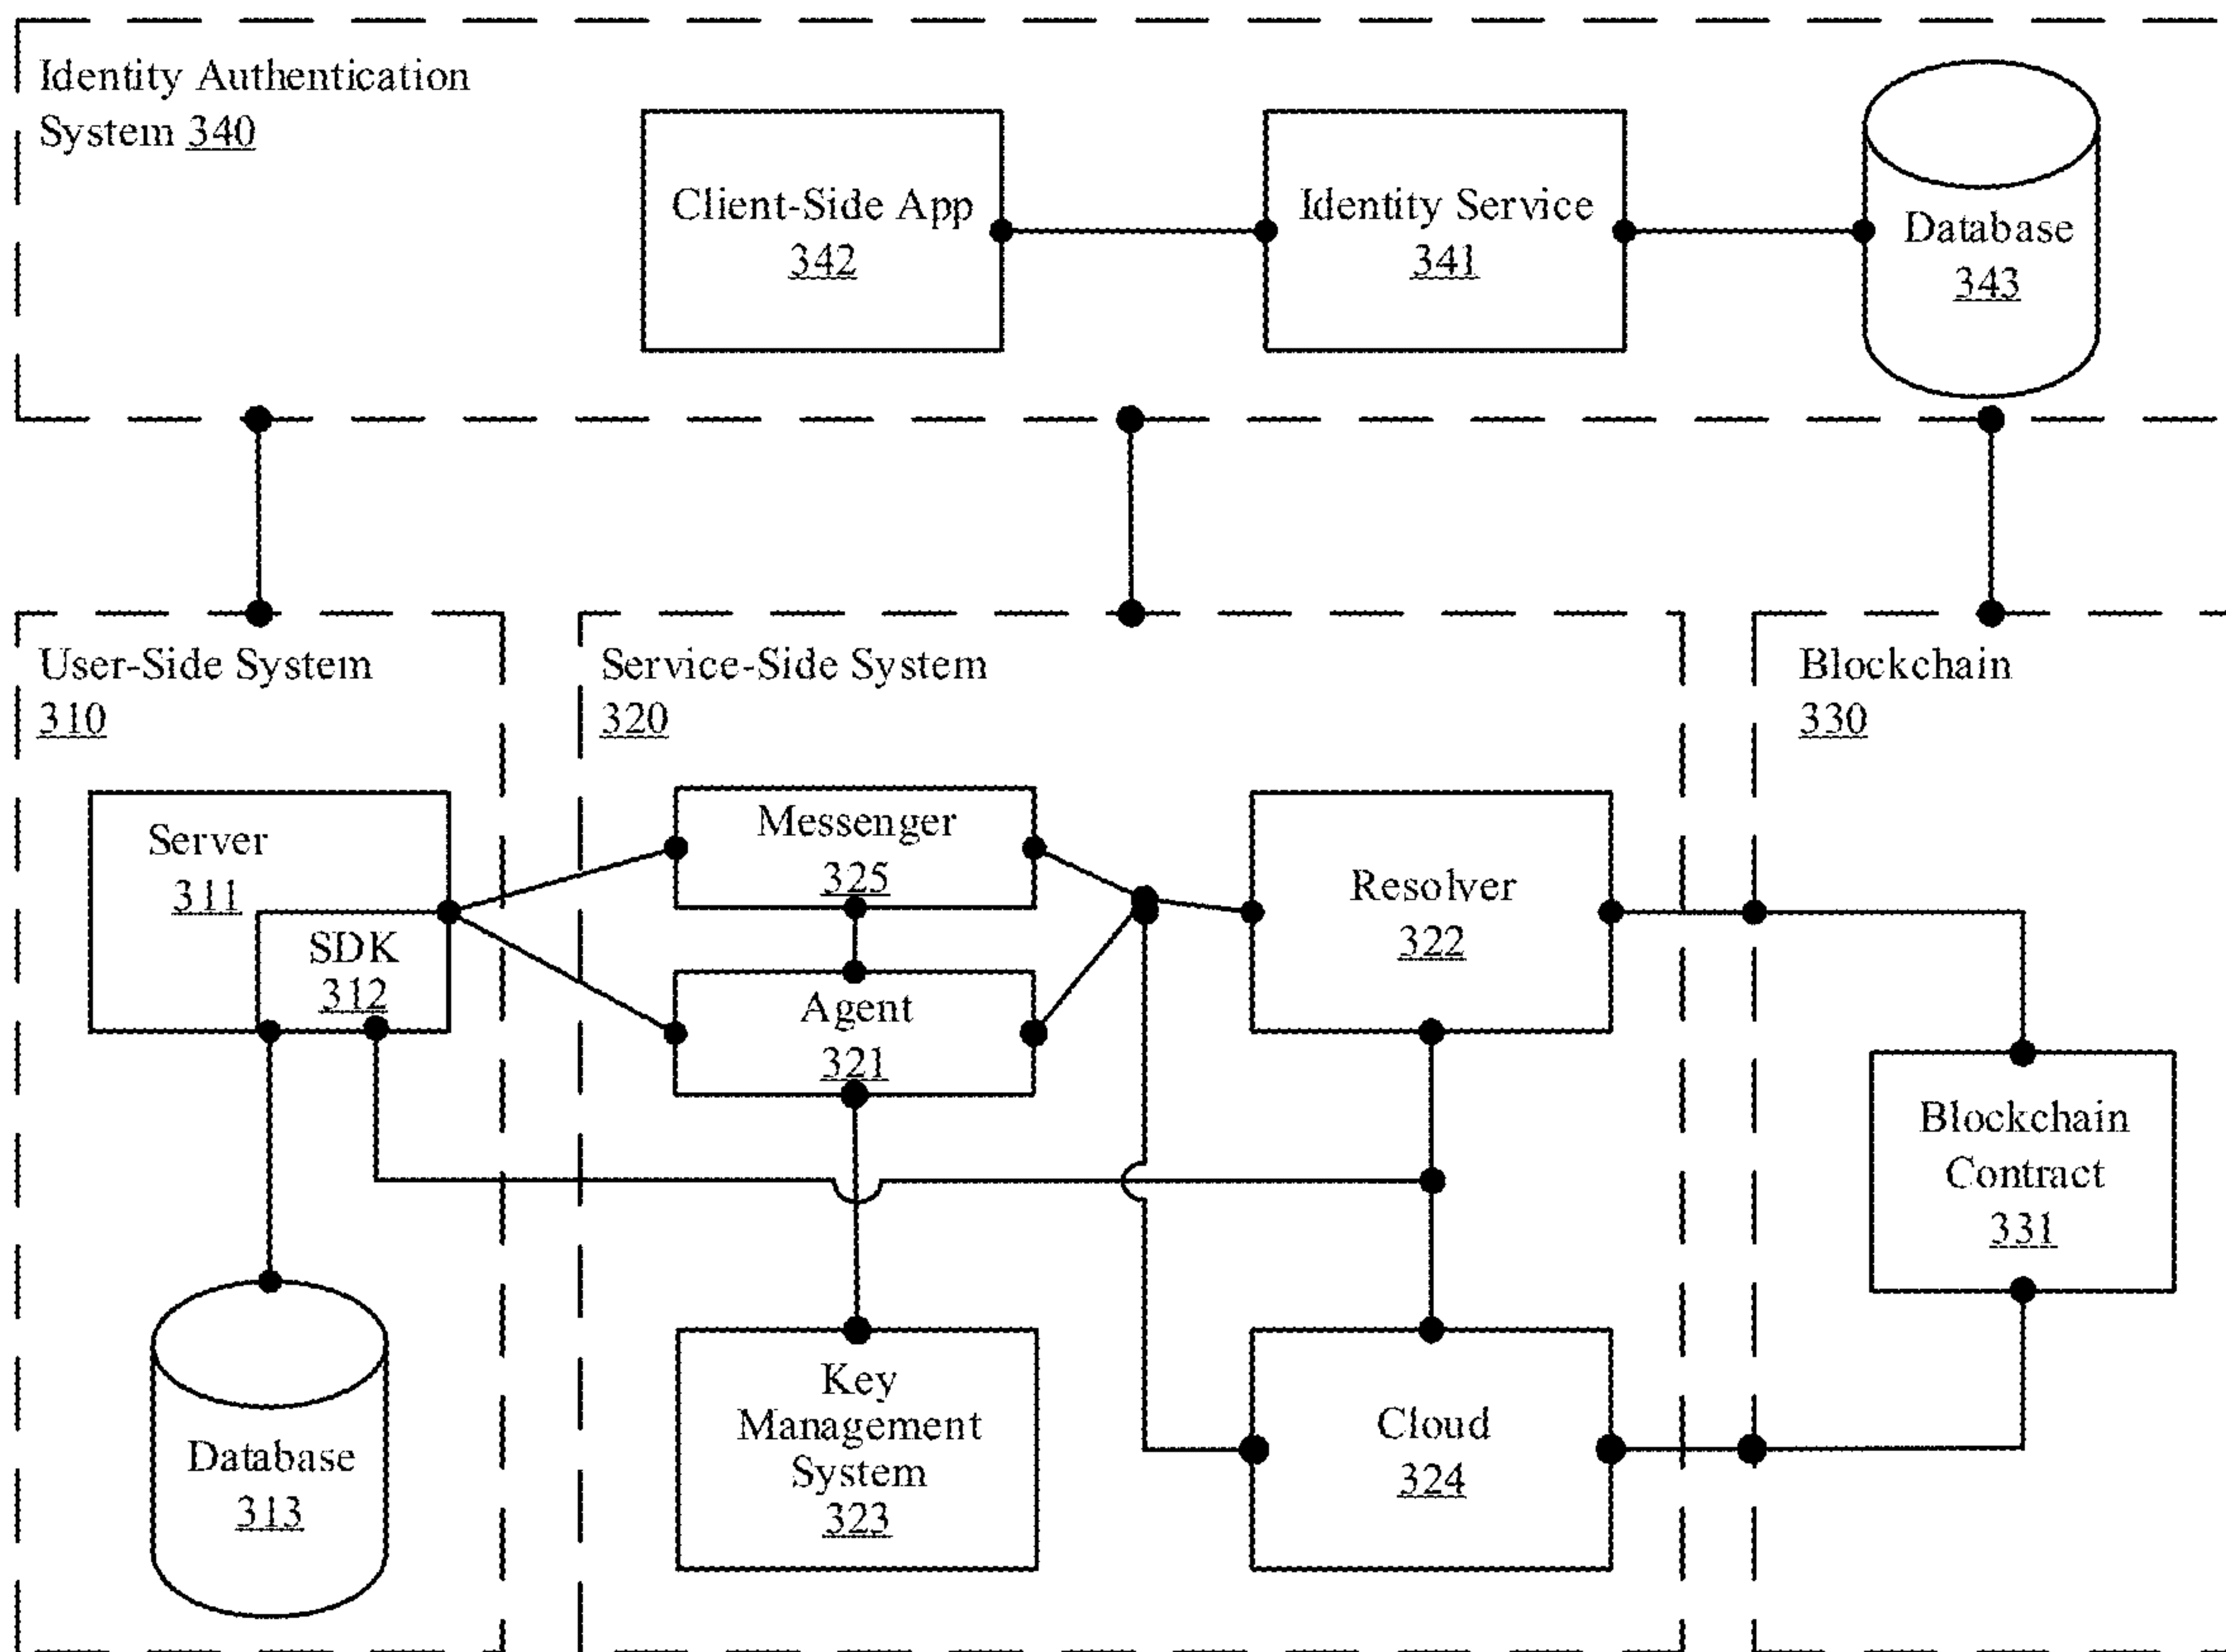 Identity Authentication
System 340
Client-Side App
342
Identity Service
341
Database
343
User-Side System
310
Server
311
SDK
312
Database
313
Service-Side System
320
Messenger
325
Agent
321
Resolver
322
Key
Management
System
323
Cloud
324
Blockchain
330
Blockchain
Contract
331